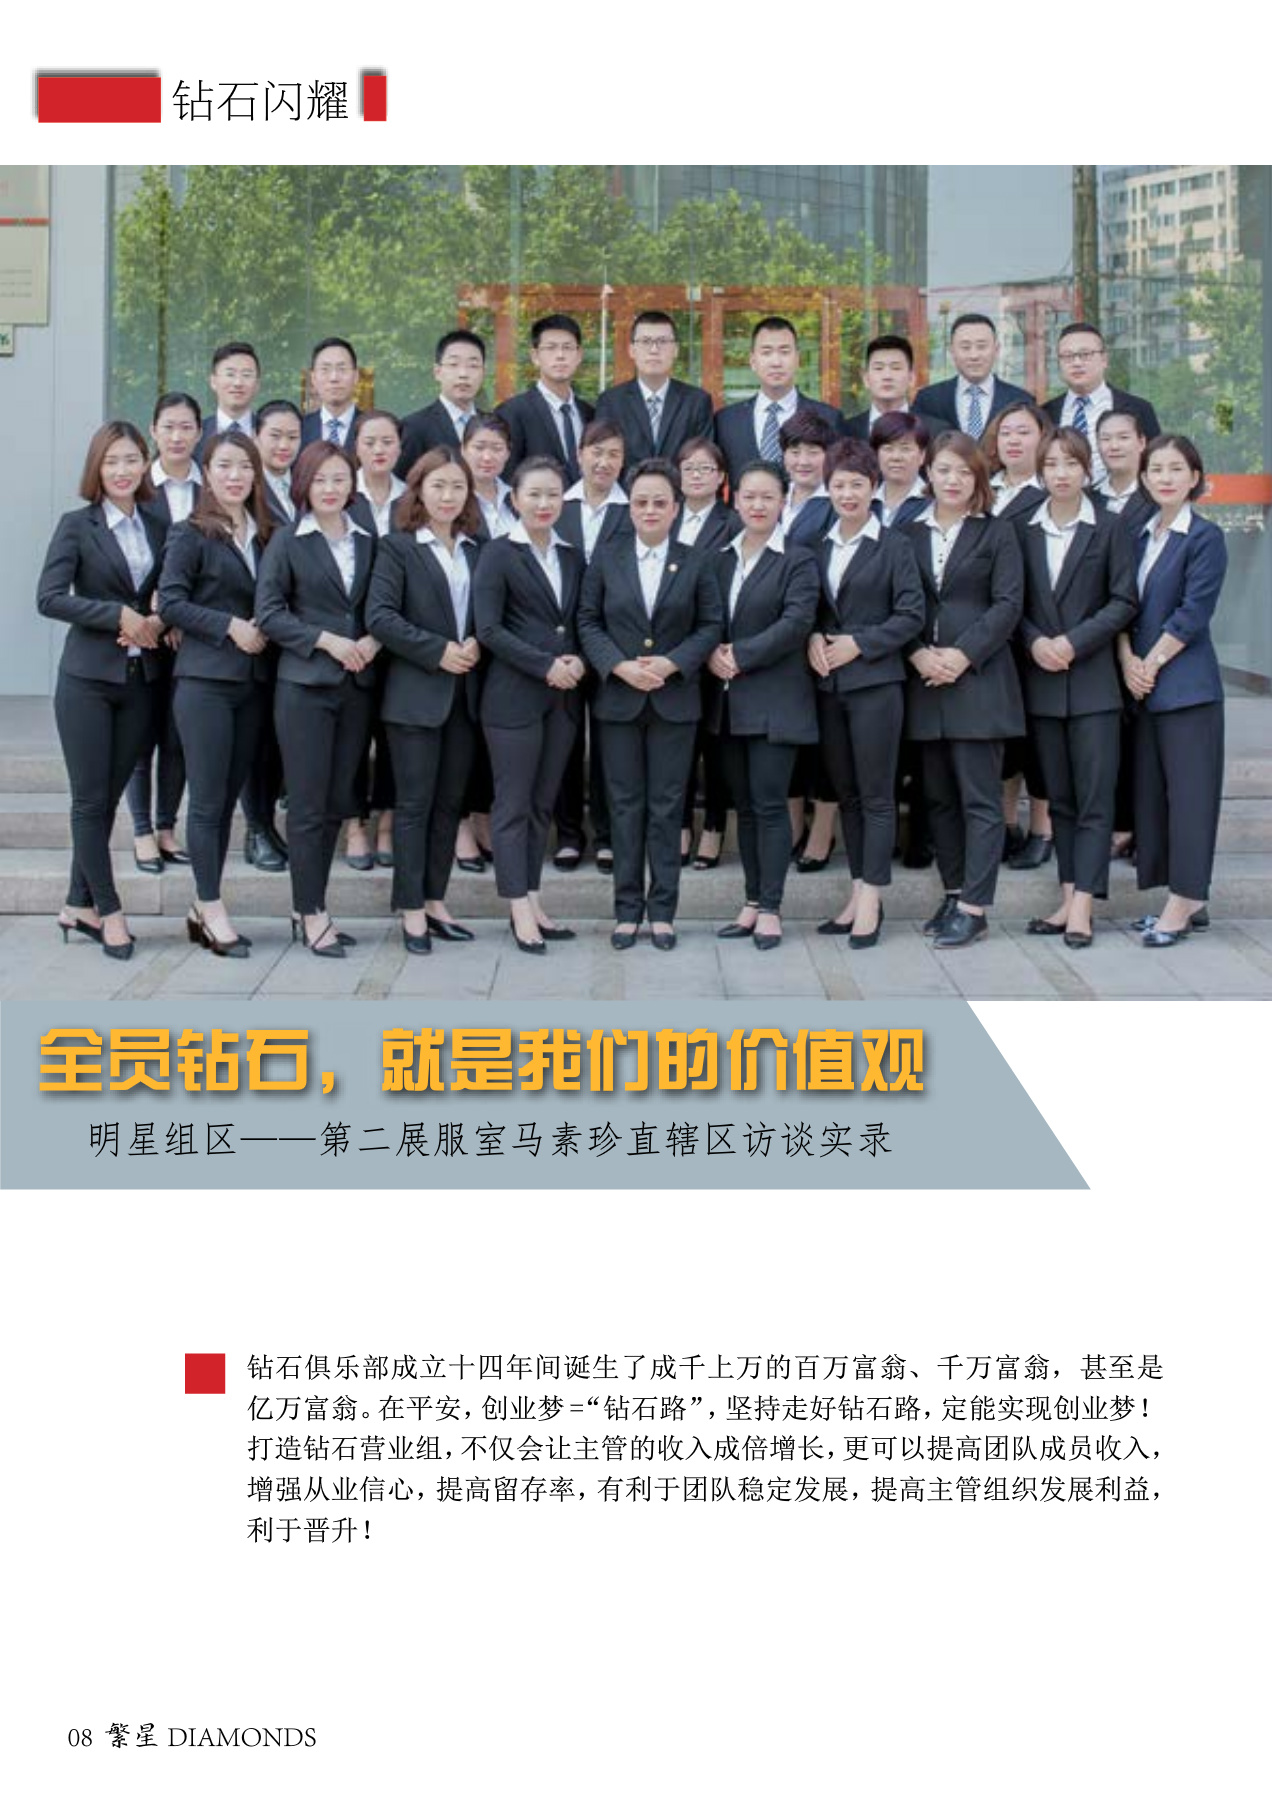 钻石闪耀
全员钻石，就是我们的价值观
明星组区——第二展服室马素珍直辖区访谈实录
钻石俱乐部成立十四年间诞生了成千上万的百万富翁、千万富翁，甚至是
亿万富翁。在平安，创业梦=“钻石路”，坚持走好钻石路，定能实现创业梦！
打造钻石营业组，不仅会让主管的收入成倍增长，更可以提高团队成员收入，
增强从业信心，提高留存率，有利于团队稳定发展，提高主管组织发展利益，
利于晋升！
08 繁星 DIAMONDS